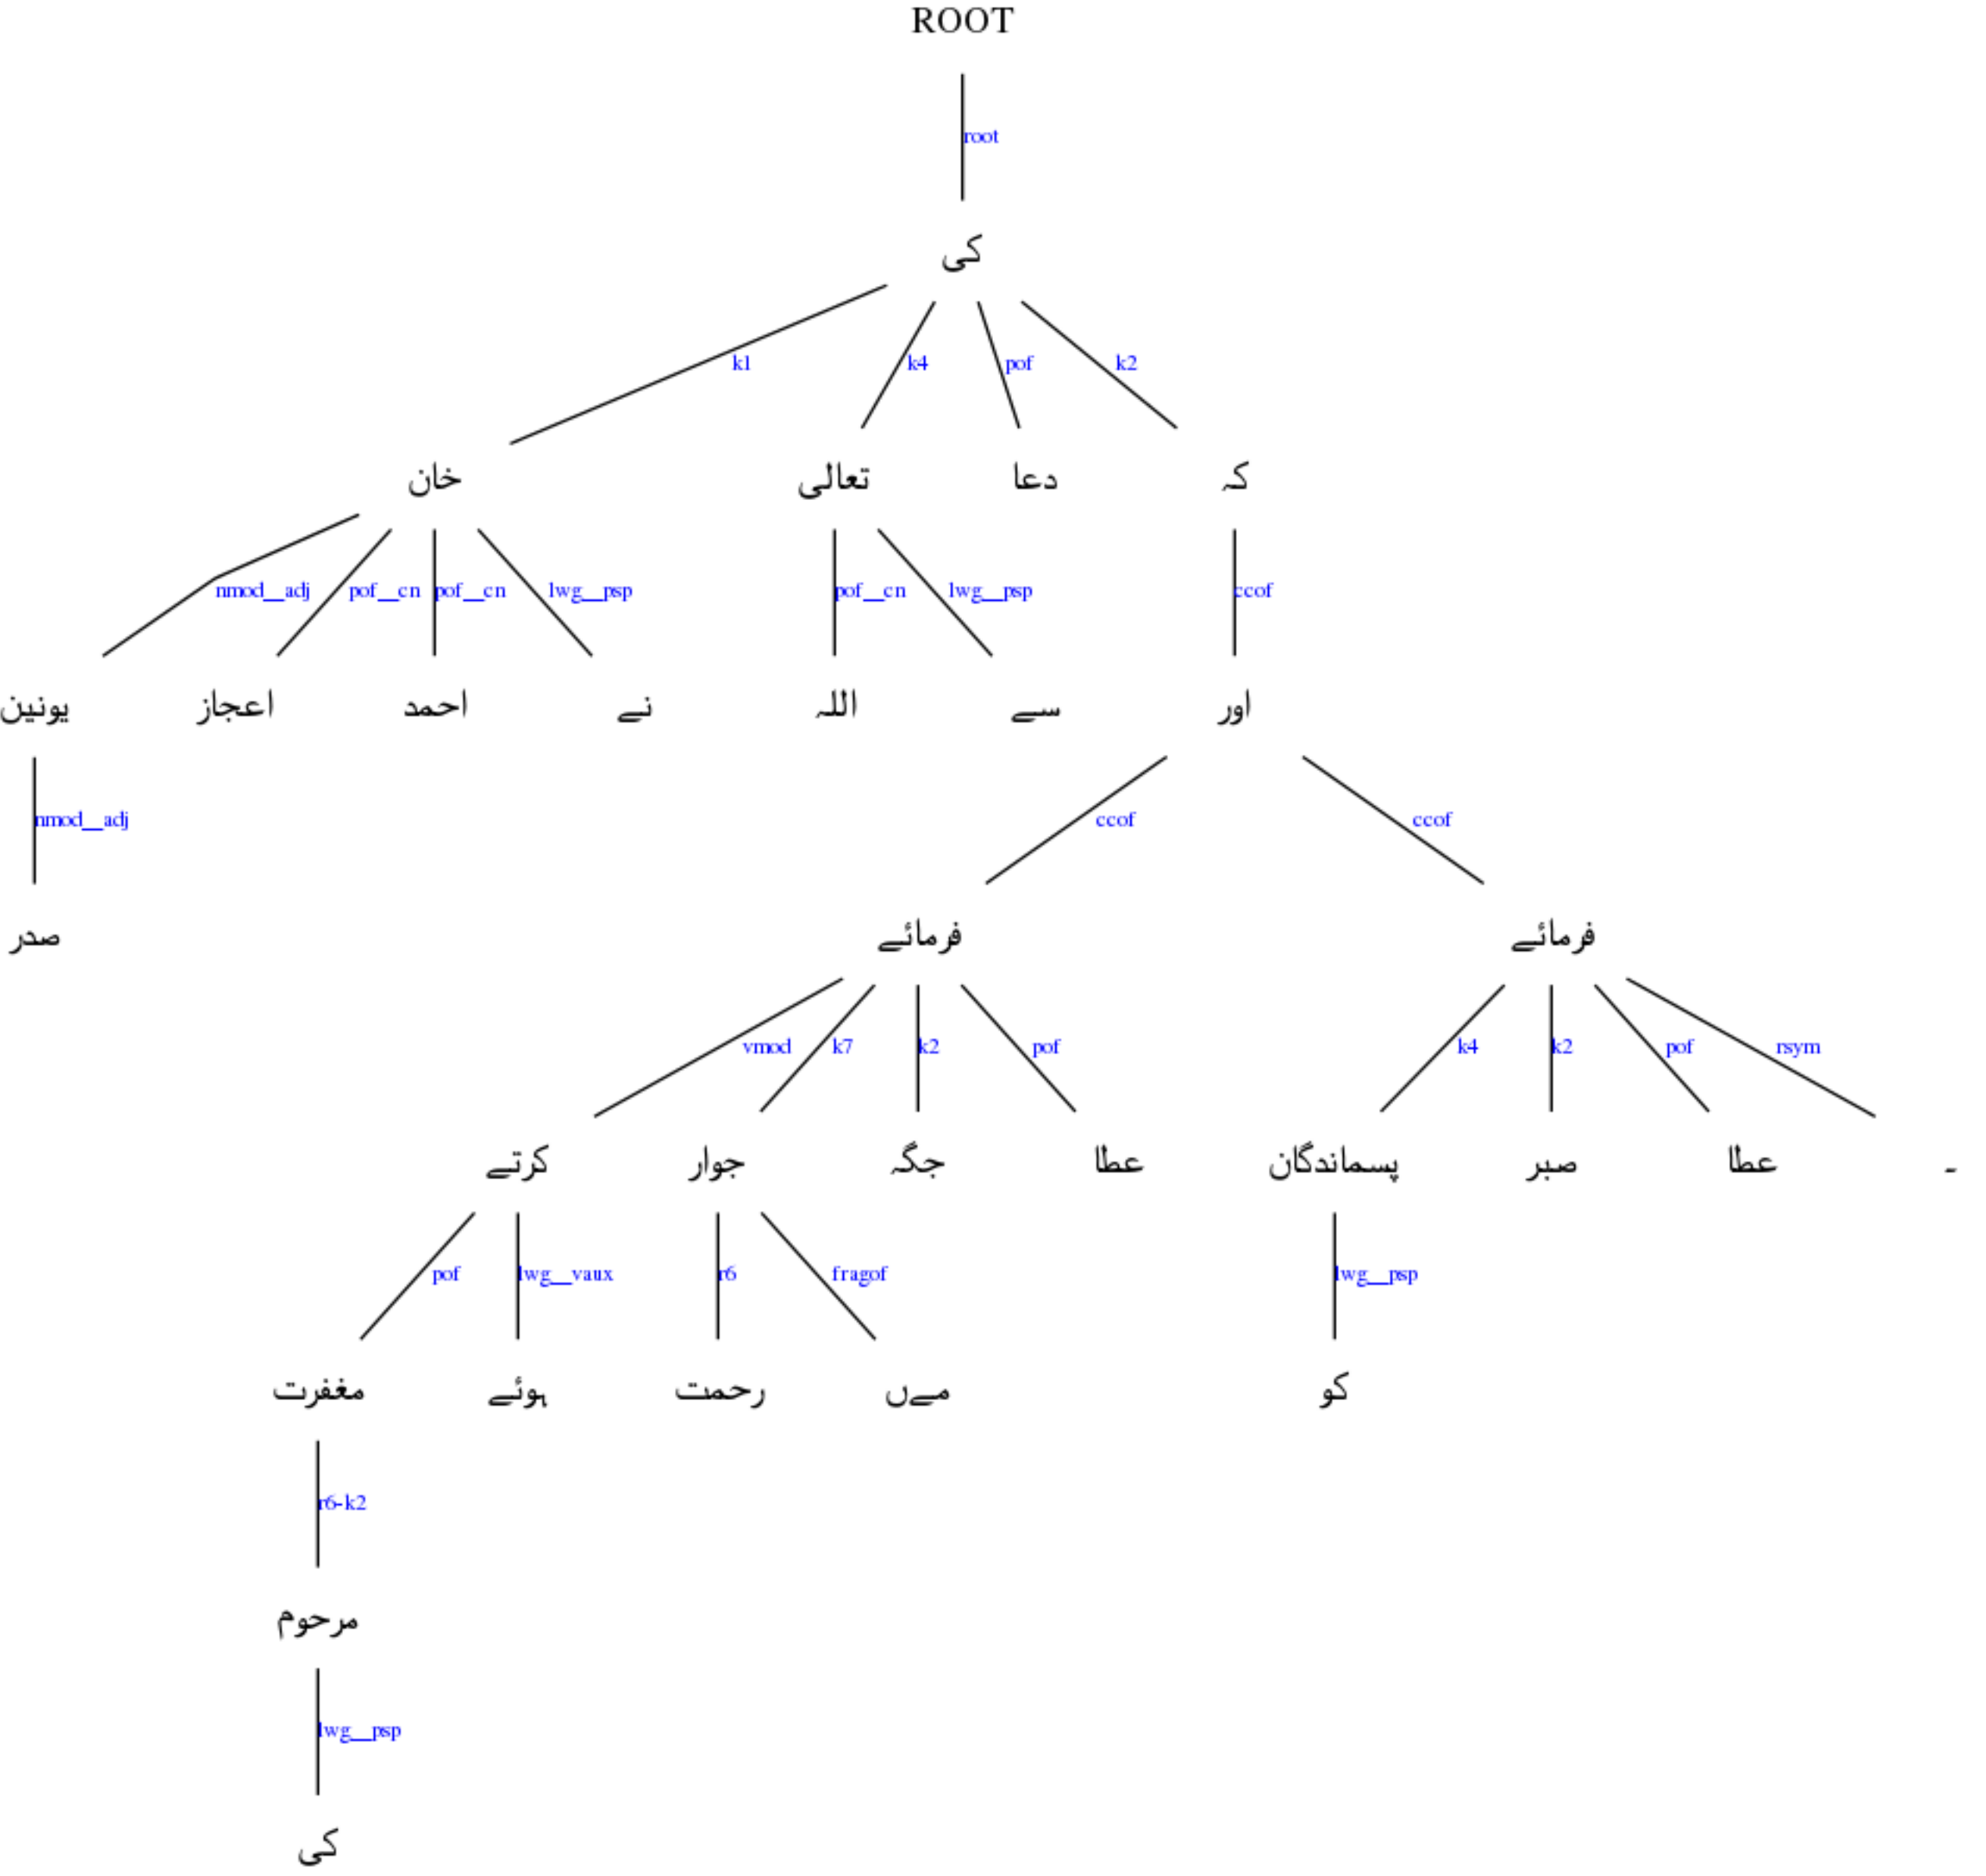 ROOT
root
کی
k1 k4 pof k2
خان تعالی دعا کہ
nmod__adj pof__cn pof__cn lwg__psp pof__cn lwg__psp ccof
یونین اعجاز احمد نے اللہ سے اور
nmod__adj ccof ccof
صدر فرمائے فرمائے
vmod k7 k2 pof k4 k2 pof rsym
کرتے جوار جگہ عطا پسماندگان صبر عطا ۔
pof lwg__vaux r6 fragof lwg__psp
مغفرت ہوئے رحمت مےں کو
r6-k2
مرحوم
lwg__psp
کی